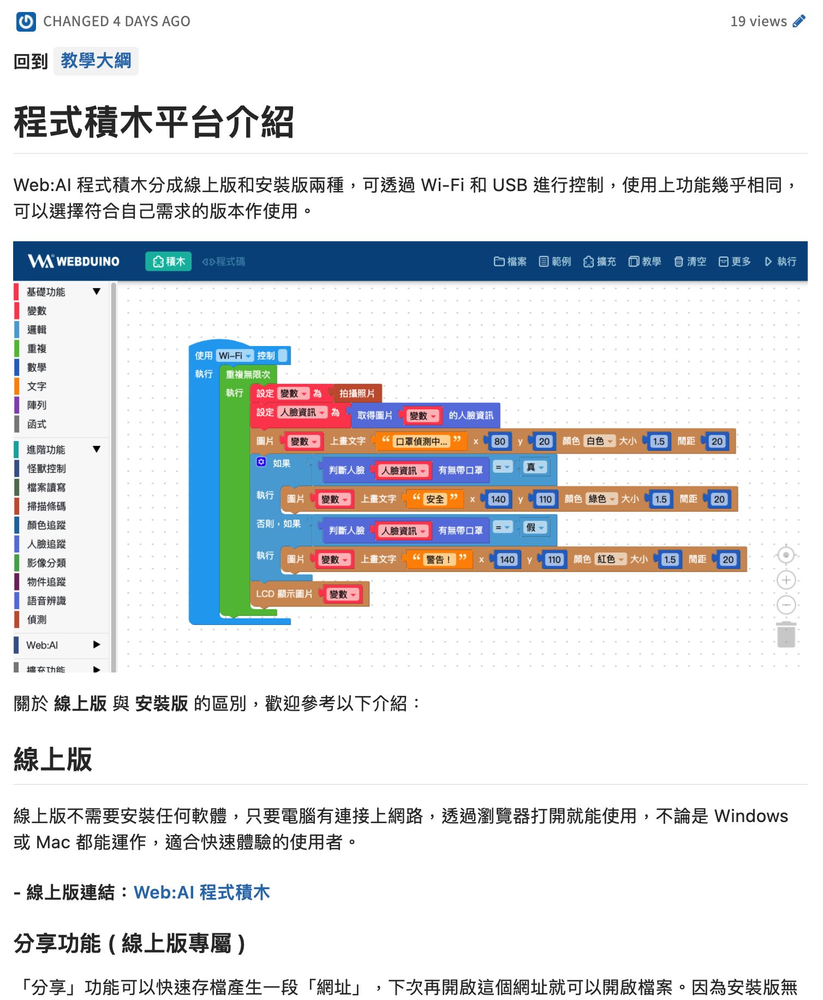 CHANGED 4 DAYS AGO
19 views
回到 教學大綱
程式積木平台介紹
Web:AI 程式積木分成線上版和安裝版兩種，可透過 Wi-Fi 和 USB 進行控制，使用上功能幾乎相同，
可以選擇符合自己需求的版本作使用。
WEBDUINO
積木
程式碼
檔案
範例
擴充
教學
清空
更多
執行
基礎功能
變數
邏輯
重複
數學
文字
陣列
函式
進階功能
怪獸控制
檔案讀寫
掃描條碼
顏色追蹤
人臉追蹤
影像分類
物件追蹤
語音辨識
偵測
Web:AI
擴充功能
使用 Wi-Fi 控制
執行 重複無限次
執行 設定 變數 為 拍攝照片
設定 人臉資訊 為 取得圖片 變數 的人臉資訊
圖片 變數 上畫文字 “ 口罩偵測中... ” x 80 y 20 顏色 白色 大小 1.5 間距 20
如果 判斷人臉 人臉資訊 有無帶口罩 = 真
執行 圖片 變數 上畫文字 “ 安全 ” x 140 y 110 顏色 綠色 大小 1.5 間距 20
否則，如果 判斷人臉 人臉資訊 有無帶口罩 = 假
執行 圖片 變數 上畫文字 “ 警告！ ” x 140 y 110 顏色 紅色 大小 1.5 間距 20
LCD 顯示圖片 變數
關於 線上版 與 安裝版 的區別，歡迎參考以下介紹：
線上版
線上版不需要安裝任何軟體，只要電腦有連接上網路，透過瀏覽器打開就能使用，不論是 Windows
或 Mac 都能運作，適合快速體驗的使用者。
- 線上版連結：Web:AI 程式積木
分享功能 ( 線上版專屬 )
「分享」功能可以快速存檔產生一段「網址」，下次再開啟這個網址就可以開啟檔案。因為安裝版無